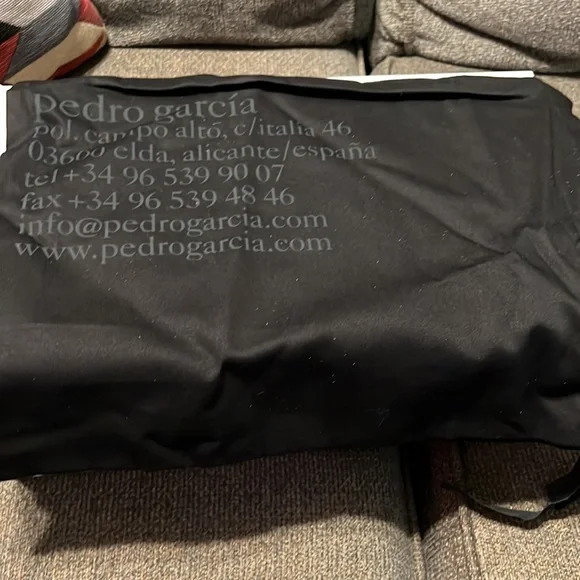 Pedro garcía
pol. campo alto, c/italia 46
03600 elda, alicante/españa
tel +34 96 539 90 07
fax +34 96 539 48 46
info@pedrogarcia.com
www.pedrogarcia.com